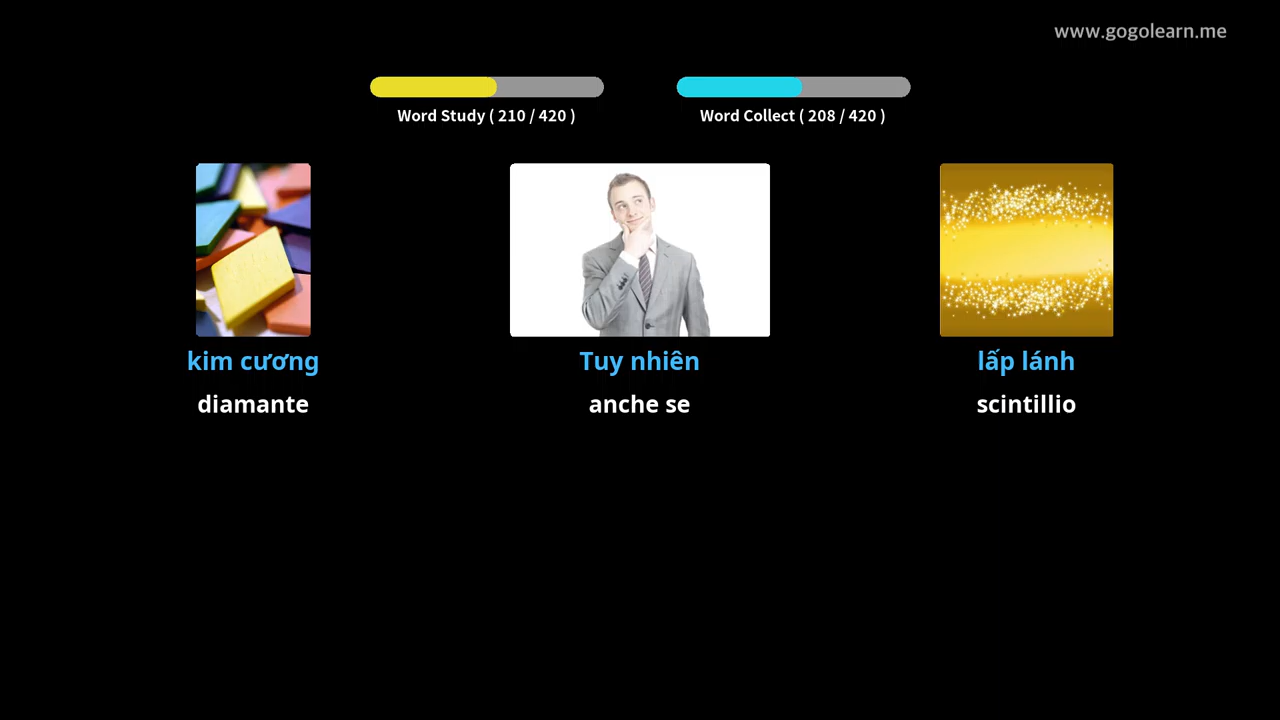 www.gogolearn.me
Word Study ( 210 / 420 )
Word Collect ( 208 / 420 )
kim cương
Tuy nhiên
lấp lánh
diamante
anche se
scintillio